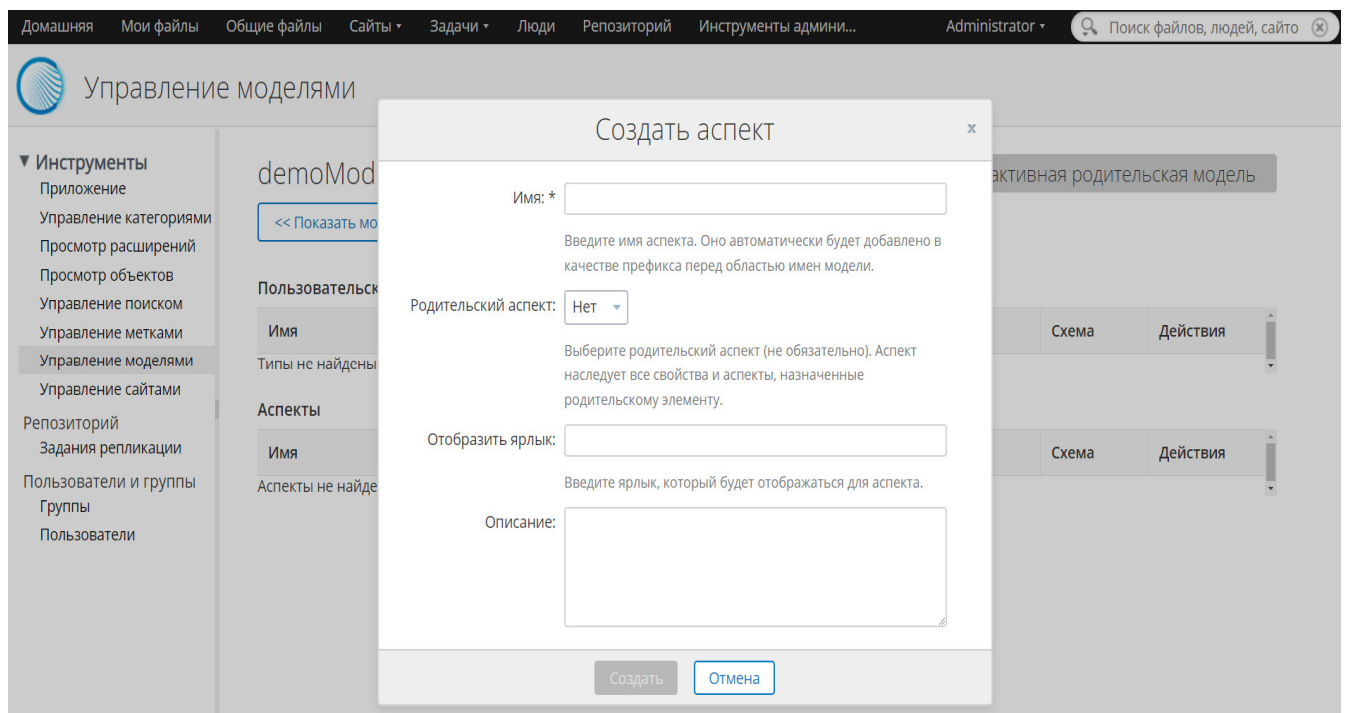 Домашняя Мои файлы Общие файлы Сайты Задачи Люди Репозиторий Инструменты админи... Administrator Поиск файлов, людей, сайто
Управление моделями
Создать аспект x
Инструменты
Приложение
Управление категориями
Просмотр расширений
Просмотр объектов
Управление поиском
Управление метками
Управление моделями
Управление сайтами
Репозиторий
Задания репликации
Пользователи и группы
Группы
Пользователи
demoMod
активная родительская модель
<< Показать мо
Пользовательск
Имя Схема Действия
Типы не найдены
Аспекты
Имя Схема Действия
Аспекты не найде
Имя: *
Введите имя аспекта. Оно автоматически будет добавлено в
качестве префикса перед областью имен модели.
Родительский аспект: Нет
Выберите родительский аспект (не обязательно). Аспект
наследует все свойства и аспекты, назначенные
родительскому элементу.
Отобразить ярлык:
Введите ярлык, который будет отображаться для аспекта.
Описание:
Создать Отмена